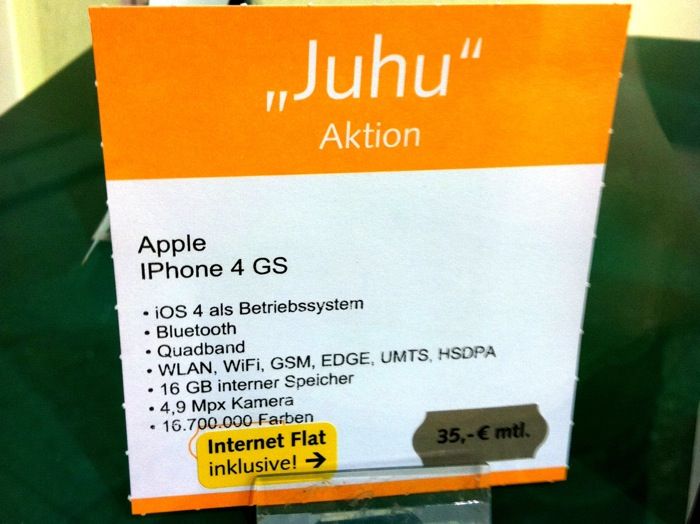 „Juhu“
Aktion
Apple
IPhone 4 GS
• iOS 4 als Betriebssystem
• Bluetooth
• Quadband
• WLAN, WiFi, GSM, EDGE, UMTS, HSDPA
• 16 GB interner Speicher
• 4,9 Mpx Kamera
• 16.700.000 Farben
Internet Flat
inklusive! →
35,-€ mtl.